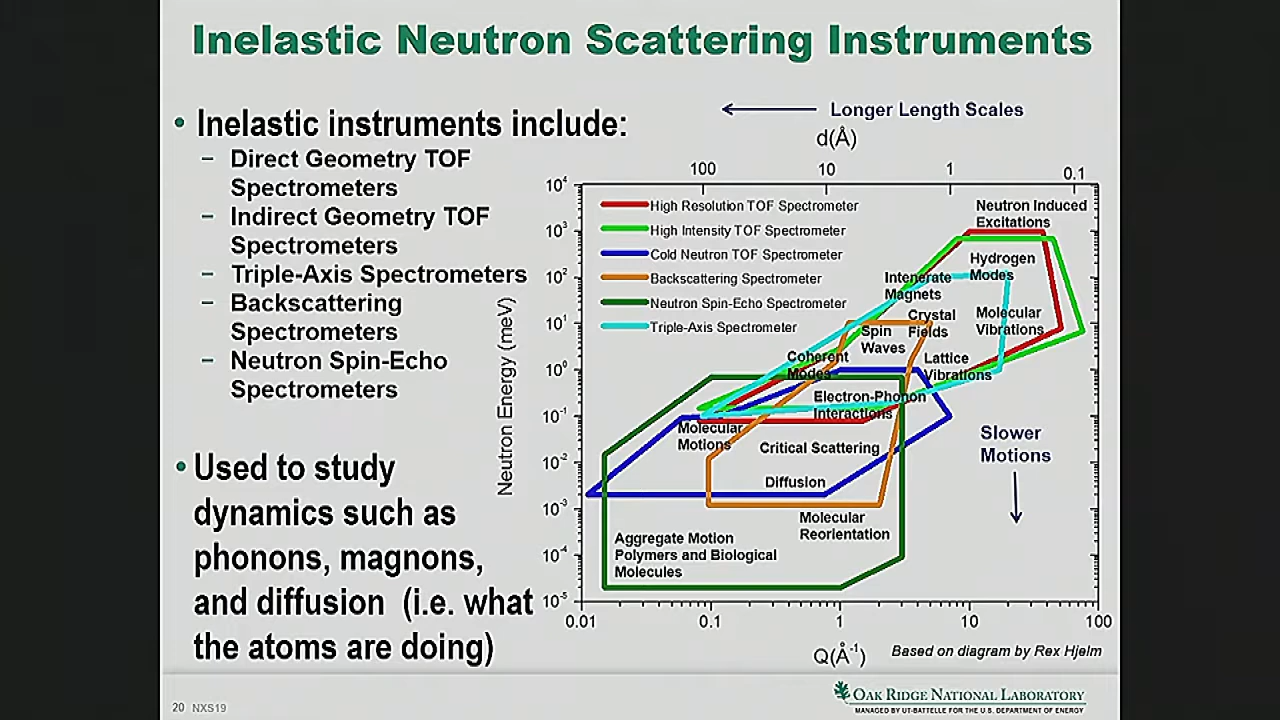 Inelastic Neutron Scattering Instruments
• Inelastic instruments include:
– Direct Geometry TOF
Spectrometers
– Indirect Geometry TOF
Spectrometers
– Triple-Axis Spectrometers
– Backscattering
Spectrometers
– Neutron Spin-Echo
Spectrometers
• Used to study
dynamics such as
phonons, magnons,
and diffusion (i.e. what
the atoms are doing)
Longer Length Scales
d(Å)
100 10 1 0.1
10⁴
10³
10²
10¹
10⁰
10⁻¹
10⁻²
10⁻³
10⁻⁴
10⁻⁵
Neutron Energy (meV)
High Resolution TOF Spectrometer
High Intensity TOF Spectrometer
Cold Neutron TOF Spectrometer
Backscattering Spectrometer
Neutron Spin-Echo Spectrometer
Triple-Axis Spectrometer
Neutron Induced
Excitations
Hydrogen
Modes
Intenerate
Magnets
Crystal
Fields
Molecular
Vibrations
Spin
Waves
Coherent
Modes
Lattice
Vibrations
Electron-Phonon
Interactions
Molecular
Motions
Critical Scattering
Slower
Motions
Diffusion
Molecular
Reorientation
Aggregate Motion
Polymers and Biological
Molecules
0.01 0.1 1 10 100
Q(Å⁻¹)
Based on diagram by Rex Hjelm
20 NXS19
OAK RIDGE NATIONAL LABORATORY
MANAGED BY UT-BATTELLE FOR THE U.S. DEPARTMENT OF ENERGY